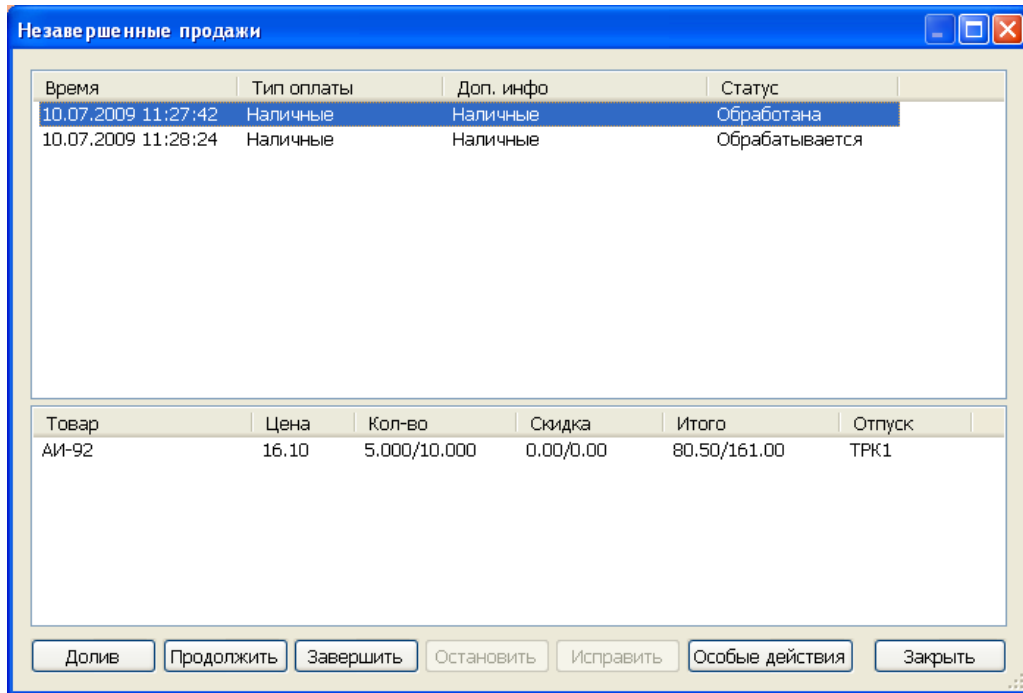 Незавершенные продажи
Время Тип оплаты Доп. инфо Статус
10.07.2009 11:27:42 Наличные Наличные Обработана
10.07.2009 11:28:24 Наличные Наличные Обрабатывается
Товар Цена Кол-во Скидка Итого Отпуск
АИ-92 16.10 5.000/10.000 0.00/0.00 80.50/161.00 ТРК1
Долив Продолжить Завершить Остановить Исправить Особые действия Закрыть